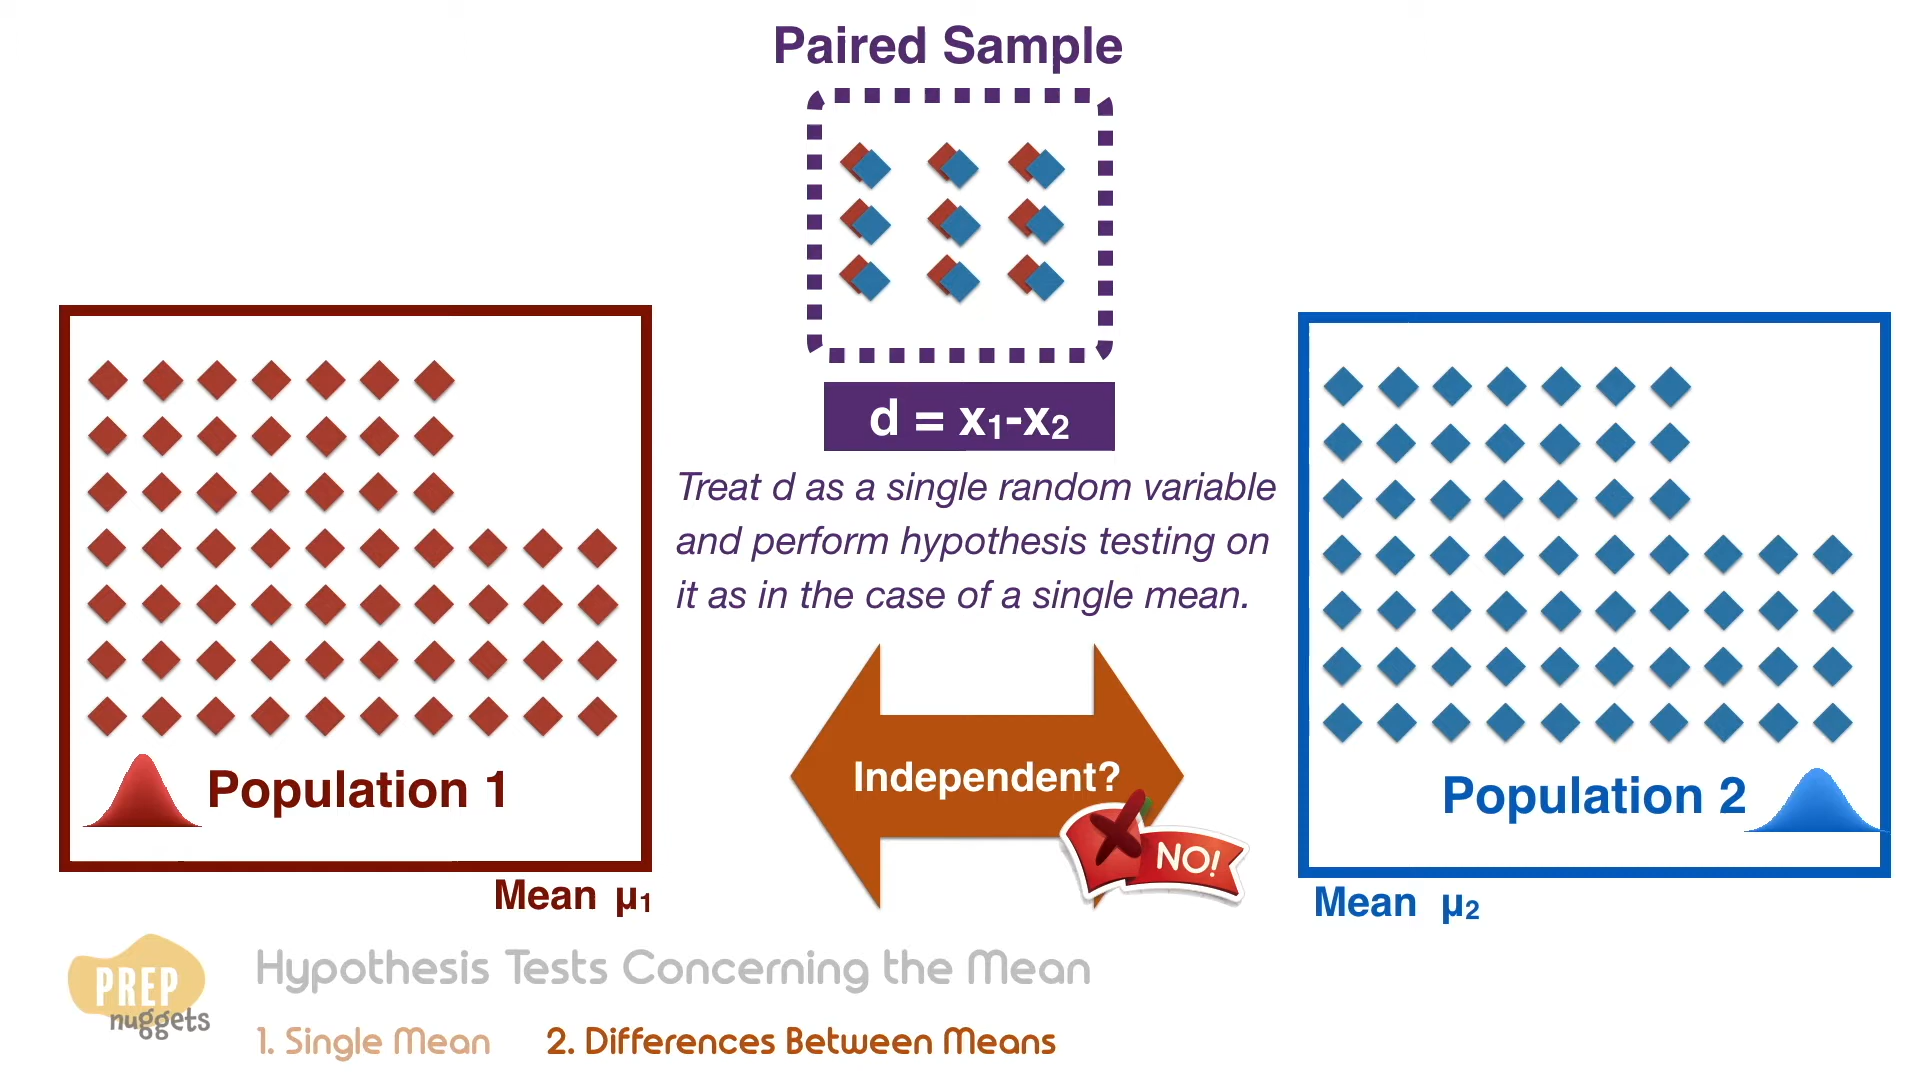 Paired Sample
d = x₁-x₂
Treat d as a single random variable
and perform hypothesis testing on
it as in the case of a single mean.
Independent?
NO!
Population 1
Mean μ₁
Population 2
Mean μ₂
PREP
nuggets
Hypothesis Tests Concerning the Mean
1. Single Mean
2. Differences Between Means